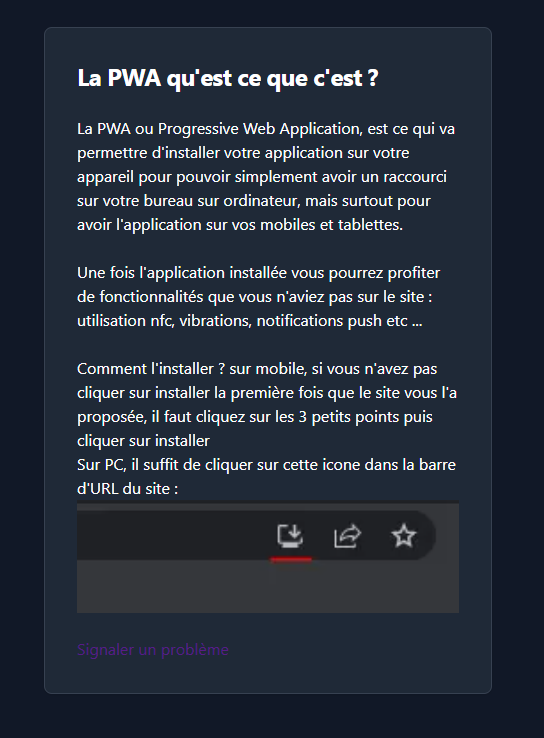 La PWA qu'est ce que c'est ?
La PWA ou Progressive Web Application, est ce qui va
permettre d'installer votre application sur votre
appareil pour pouvoir simplement avoir un raccourci
sur votre bureau sur ordinateur, mais surtout pour
avoir l'application sur vos mobiles et tablettes.
Une fois l'application installée vous pourrez profiter
de fonctionnalités que vous n'aviez pas sur le site :
utilisation nfc, vibrations, notifications push etc ...
Comment l'installer ? sur mobile, si vous n'avez pas
cliquer sur installer la première fois que le site vous l'a
proposée, il faut cliquez sur les 3 petits points puis
cliquer sur installer
Sur PC, il suffit de cliquer sur cette icone dans la barre
d'URL du site :
Signaler un problème